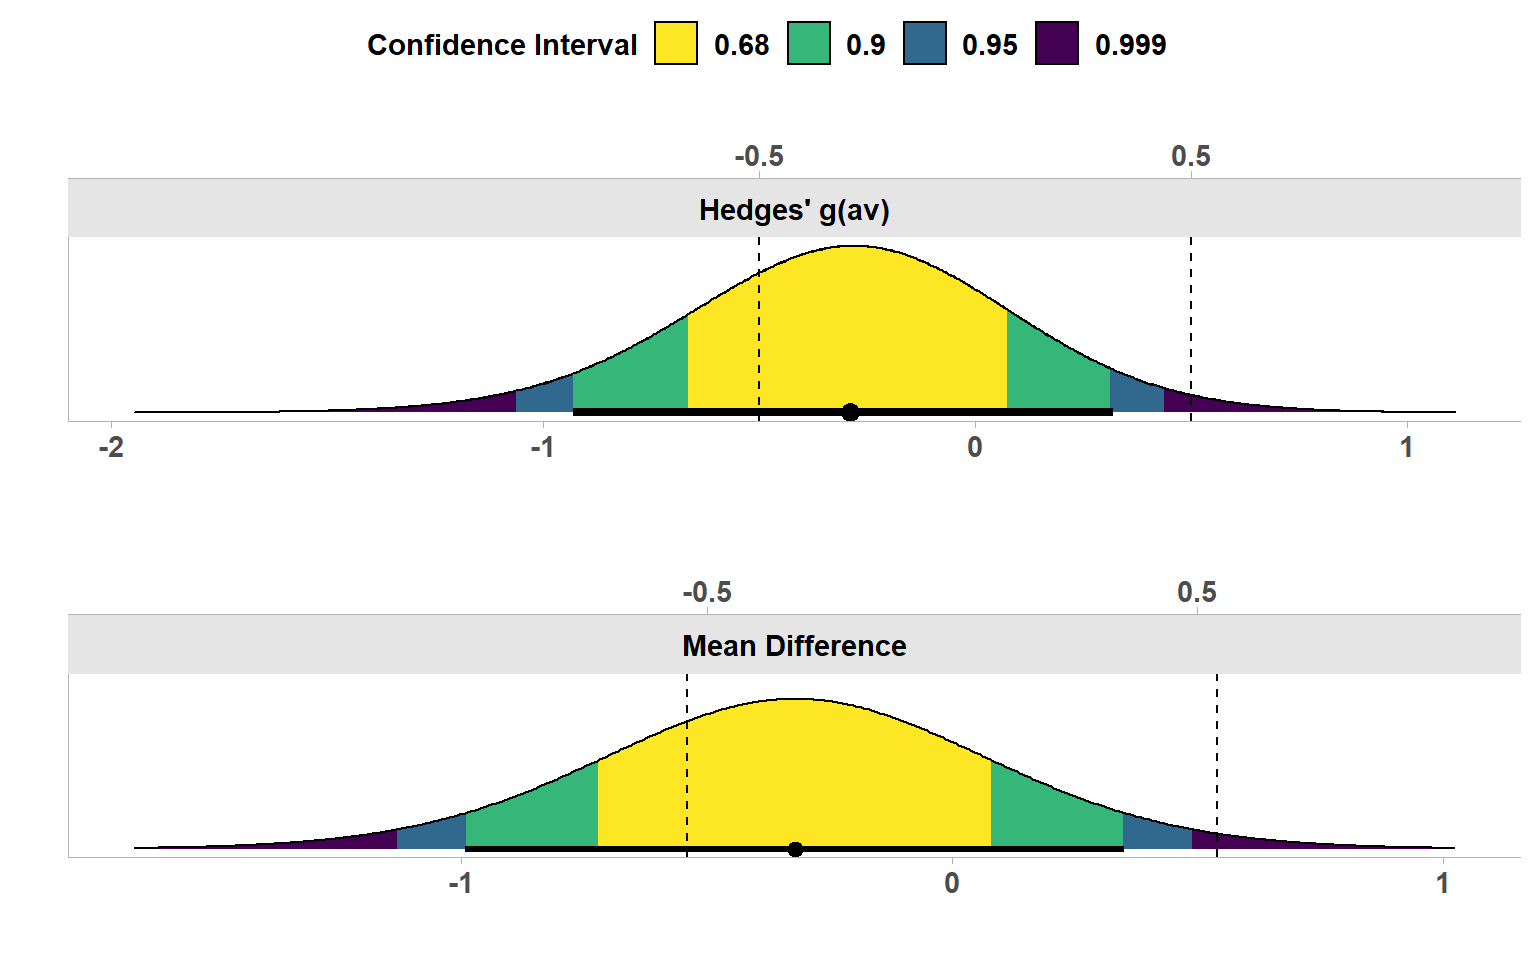 Confidence Interval 0.68 0.9 0.95 0.999
-0.5 0.5
Hedges' g(av)
-2 -1 0 1
-0.5 0.5
Mean Difference
-1 0 1